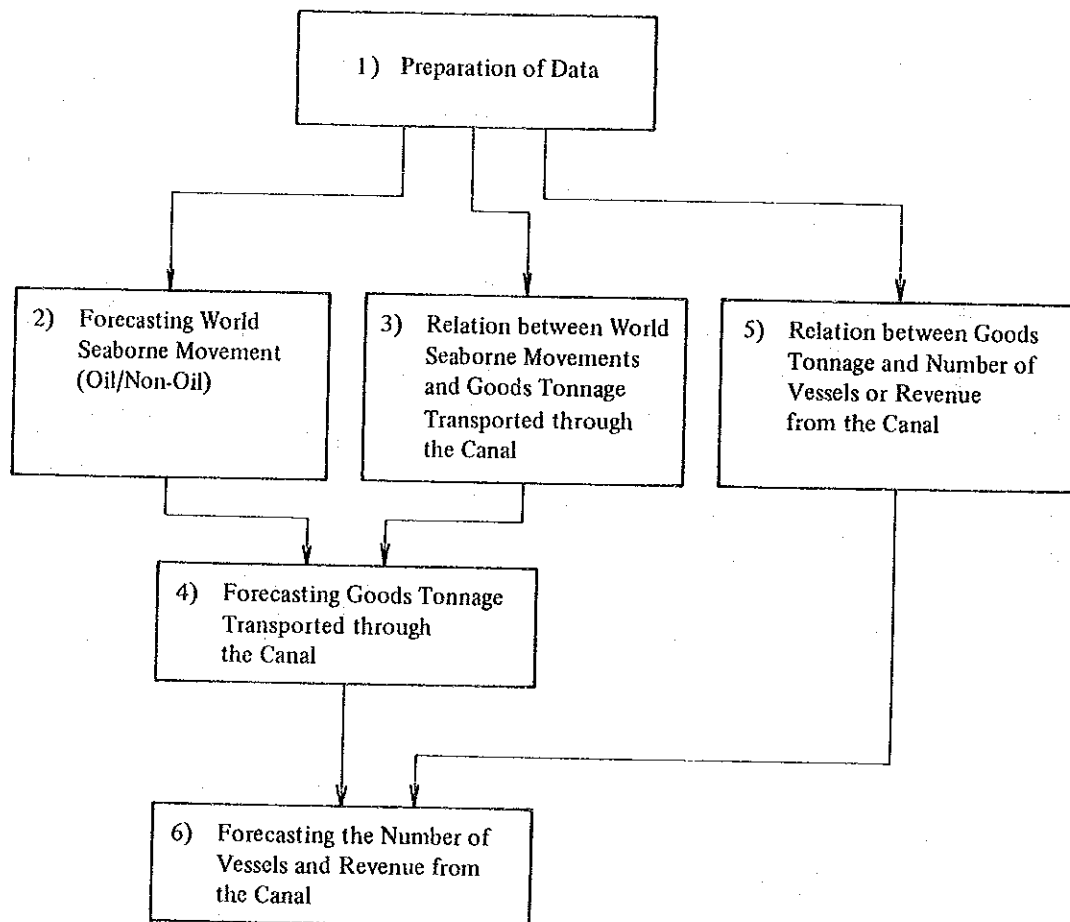 1) Preparation of Data
2) Forecasting World
Seaborne Movement
(Oil/Non-Oil)
3) Relation between World
Seaborne Movements
and Goods Tonnage
Transported through
the Canal
5) Relation between Goods
Tonnage and Number of
Vessels or Revenue
from the Canal
4) Forecasting Goods Tonnage
Transported through
the Canal
6) Forecasting the Number of
Vessels and Revenue from
the Canal